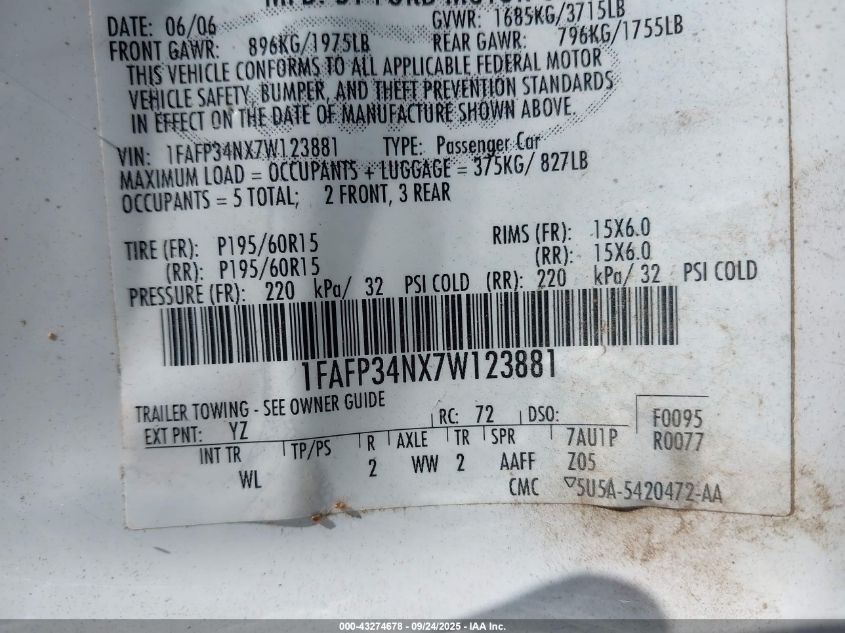 MFD. BY FORD MOTOR
DATE: 06/06 GVWR: 1685KG/3715LB
FRONT GAWR: 896KG/1975LB REAR GAWR: 796KG/1755LB
THIS VEHICLE CONFORMS TO ALL APPLICABLE FEDERAL MOTOR
VEHICLE SAFETY, BUMPER, AND THEFT PREVENTION STANDARDS
IN EFFECT ON THE DATE OF MANUFACTURE SHOWN ABOVE.
VIN: 1FAFP34NX7W123881 TYPE: Passenger Car
MAXIMUM LOAD = OCCUPANTS + LUGGAGE = 375KG/ 827LB
OCCUPANTS = 5 TOTAL; 2 FRONT, 3 REAR
TIRE (FR): P195/60R15 RIMS (FR): 15X6.0
(RR): P195/60R15 (RR): 15X6.0
PRESSURE (FR): 220 kPa/ 32 PSI COLD (RR): 220 kPa/ 32 PSI COLD
1FAFP34NX7W123881
TRAILER TOWING - SEE OWNER GUIDE
EXT PNT: YZ RC: 72 DSO: F0095
INT TR TP/PS R AXLE TR SPR 7AU1P R0077
WL 2 WW 2 AAFF Z05
CMC ▽5U5A-5420472-AA
000-43274678 - 09/24/2025 - IAA Inc.